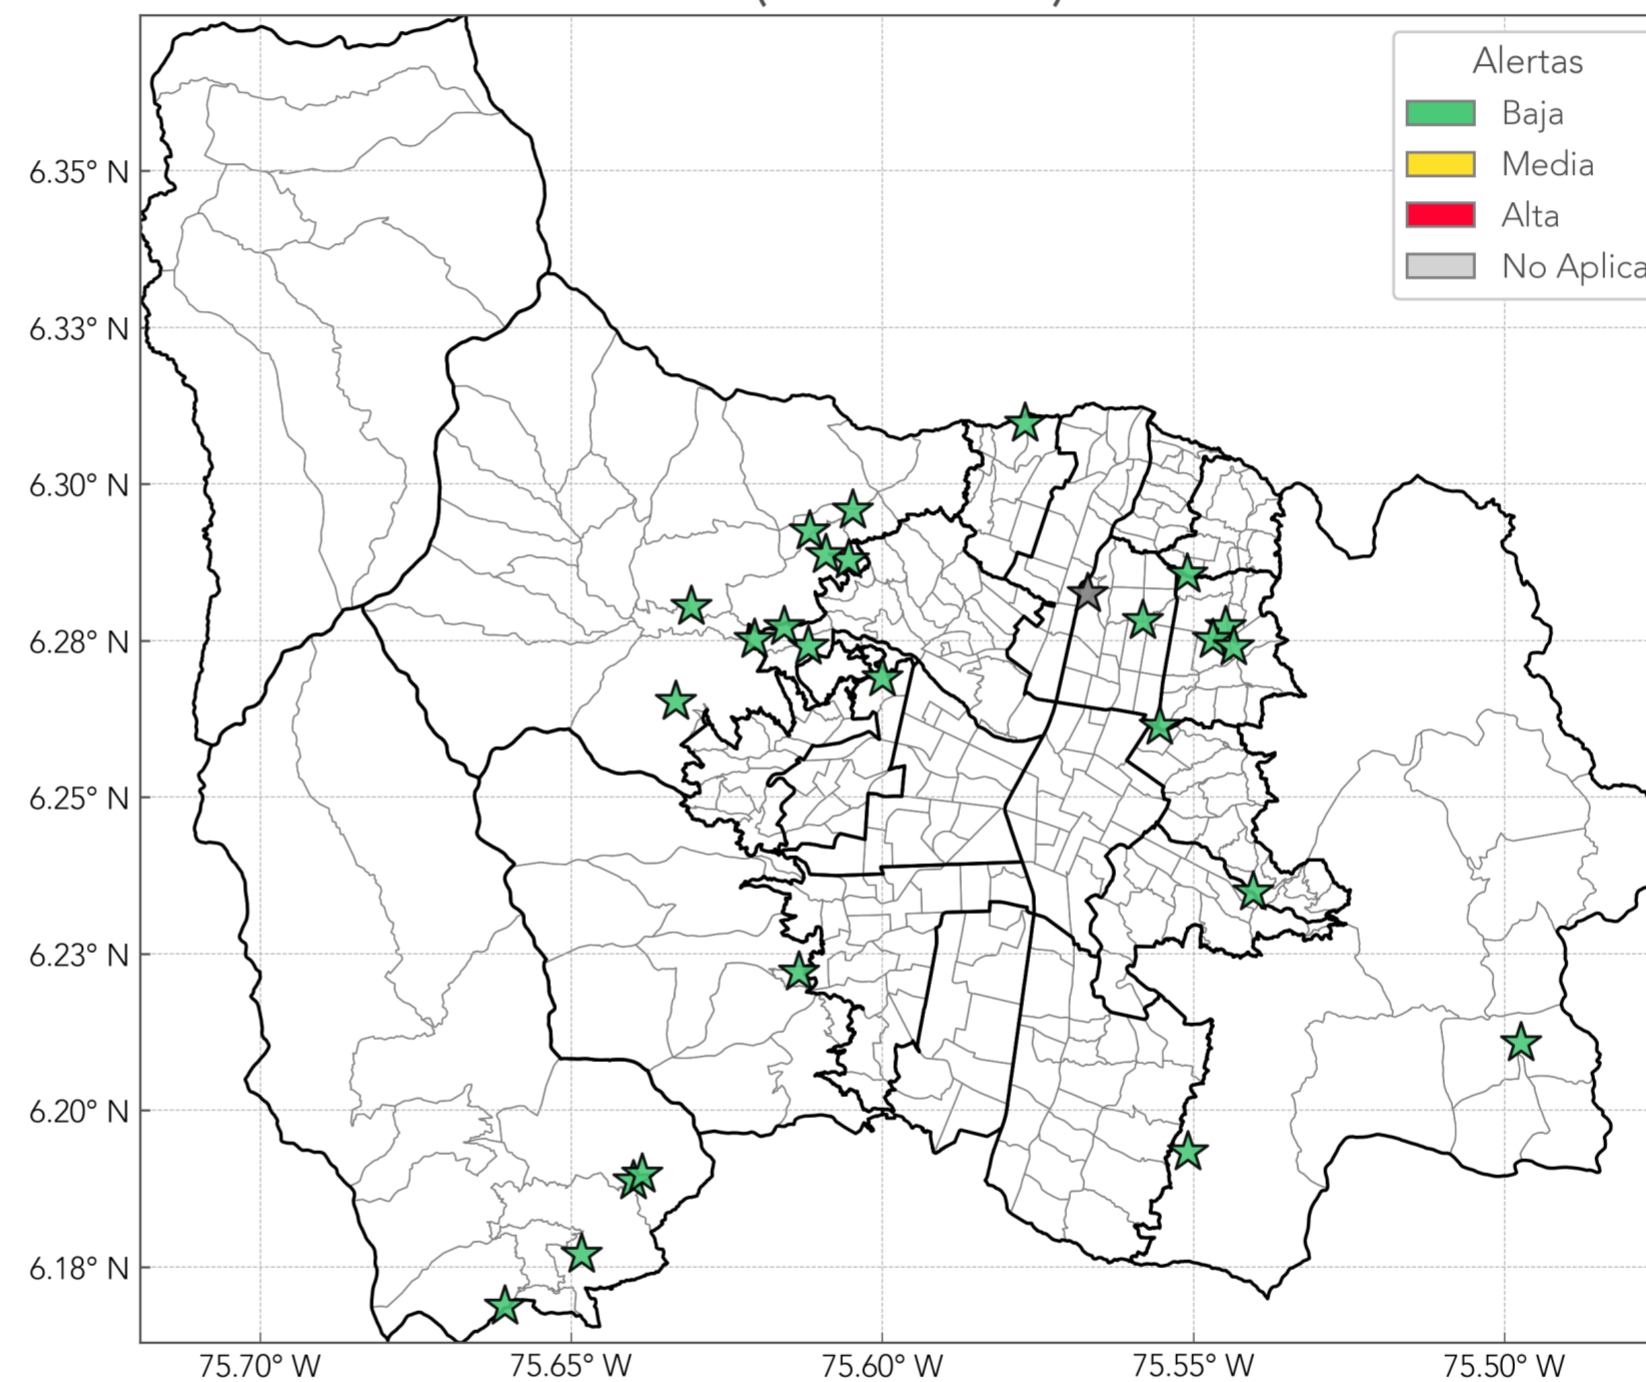 Alertas
Baja
Media
Alta
No Aplica
6.35° N
6.33° N
6.30° N
6.28° N
6.25° N
6.23° N
6.20° N
6.18° N
75.70° W 75.65° W 75.60° W 75.55° W 75.50° W